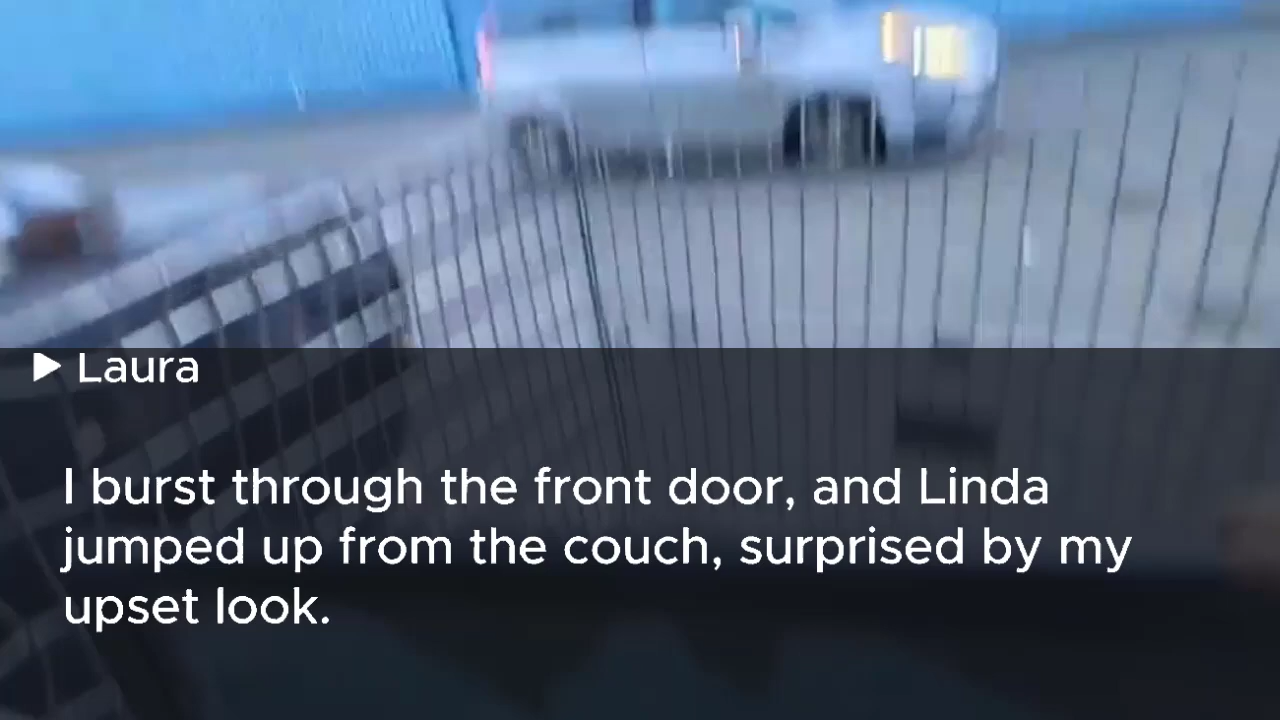 Laura
I burst through the front door, and Linda
jumped up from the couch, surprised by my
upset look.